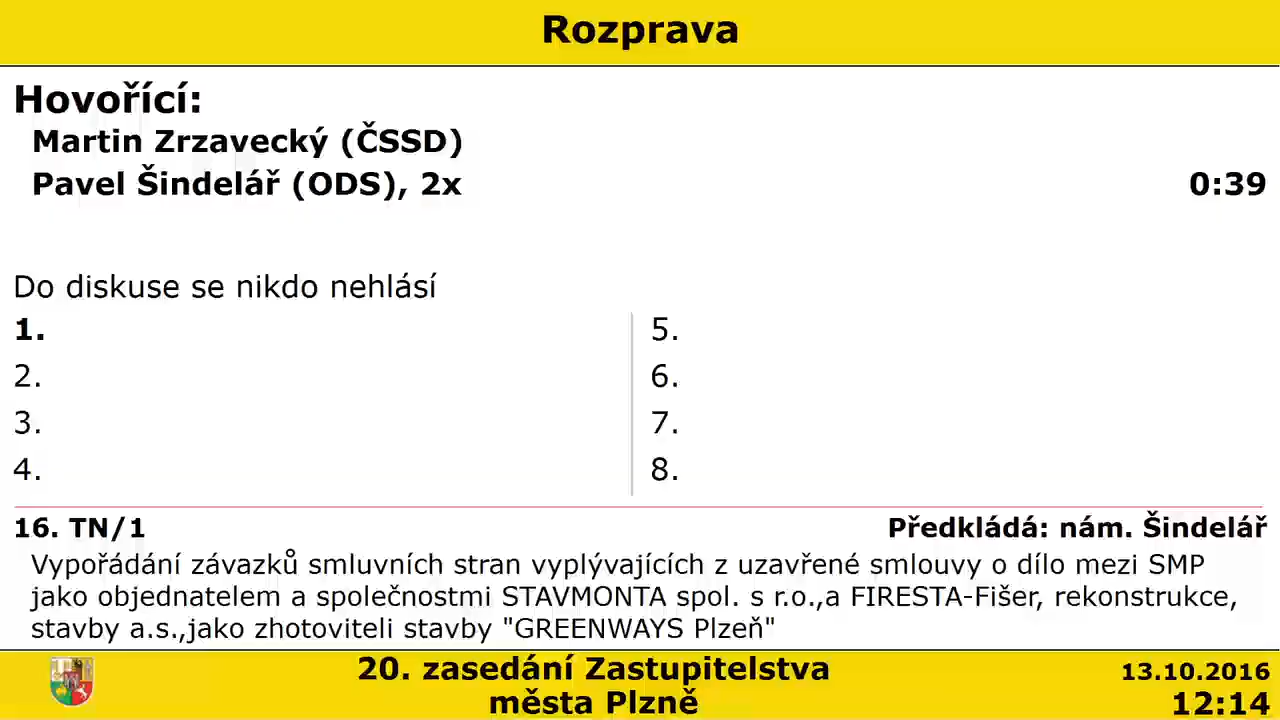 Rozprava
Hovořící:
Martin Zrzavecký (ČSSD)
Pavel Šindelář (ODS), 2x 0:39
Do diskuse se nikdo nehlásí
1.
2.
3.
4.
5.
6.
7.
8.
16. TN/1 Předkládá: nám. Šindelář
Vypořádání závazků smluvních stran vyplývajících z uzavřené smlouvy o dílo mezi SMP
jako objednatelem a společnostmi STAVMONTA spol. s r.o.,a FIRESTA-Fišer, rekonstrukce,
stavby a.s.,jako zhotoviteli stavby "GREENWAYS Plzeň"
20. zasedání Zastupitelstva
města Plzně
13.10.2016
12:14